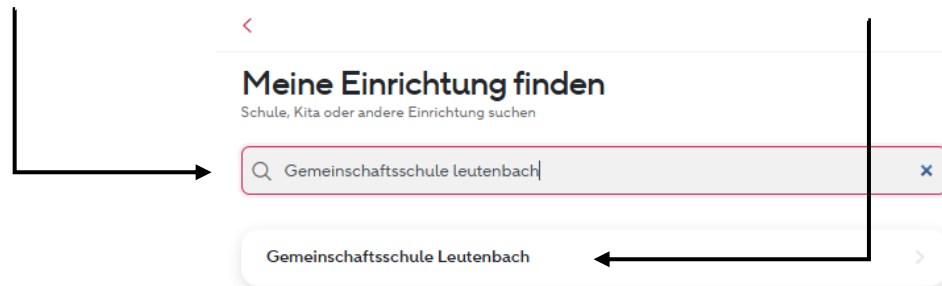 Meine Einrichtung finden
Schule, Kita oder andere Einrichtung suchen
Gemeinschaftsschule leutenbach
Gemeinschaftsschule Leutenbach